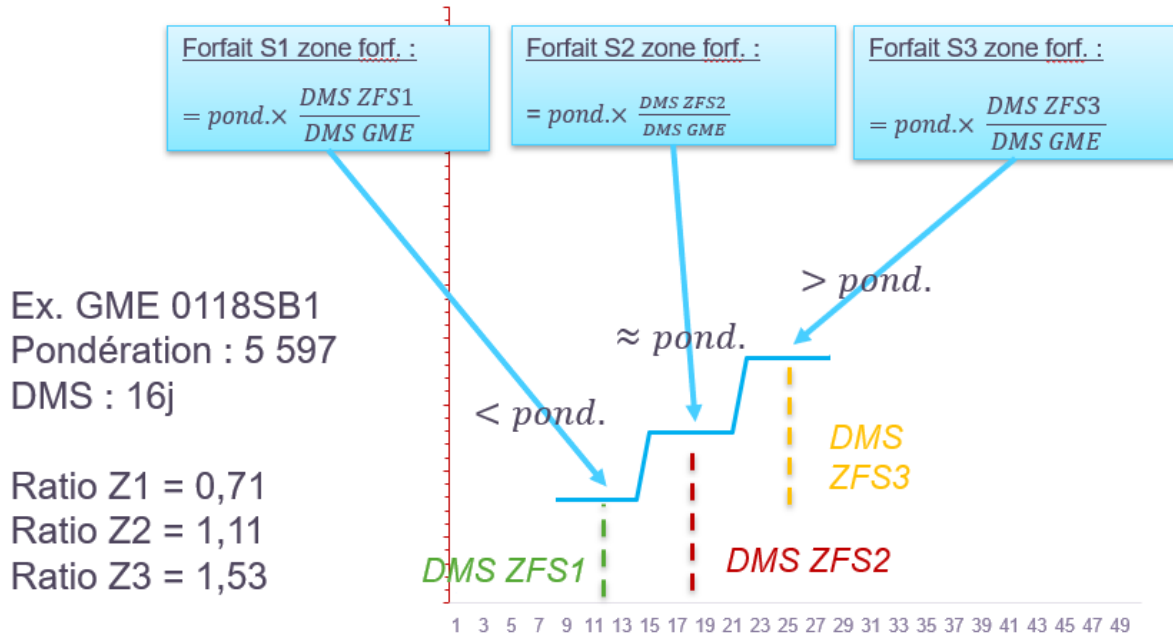 Forfait S1 zone forf. :
= pond.× DMS ZFS1 / DMS GME
Forfait S2 zone forf. :
= pond.× DMS ZFS2 / DMS GME
Forfait S3 zone forf. :
= pond.× DMS ZFS3 / DMS GME
Ex. GME 0118SB1
Pondération : 5 597
DMS : 16j
Ratio Z1 = 0,71
Ratio Z2 = 1,11
Ratio Z3 = 1,53
< pond.
≈ pond.
> pond.
DMS ZFS1
DMS ZFS2
DMS
ZFS3
1 3 5 7 9 11 13 15 17 19 21 23 25 27 29 31 33 35 37 39 41 43 45 47 49